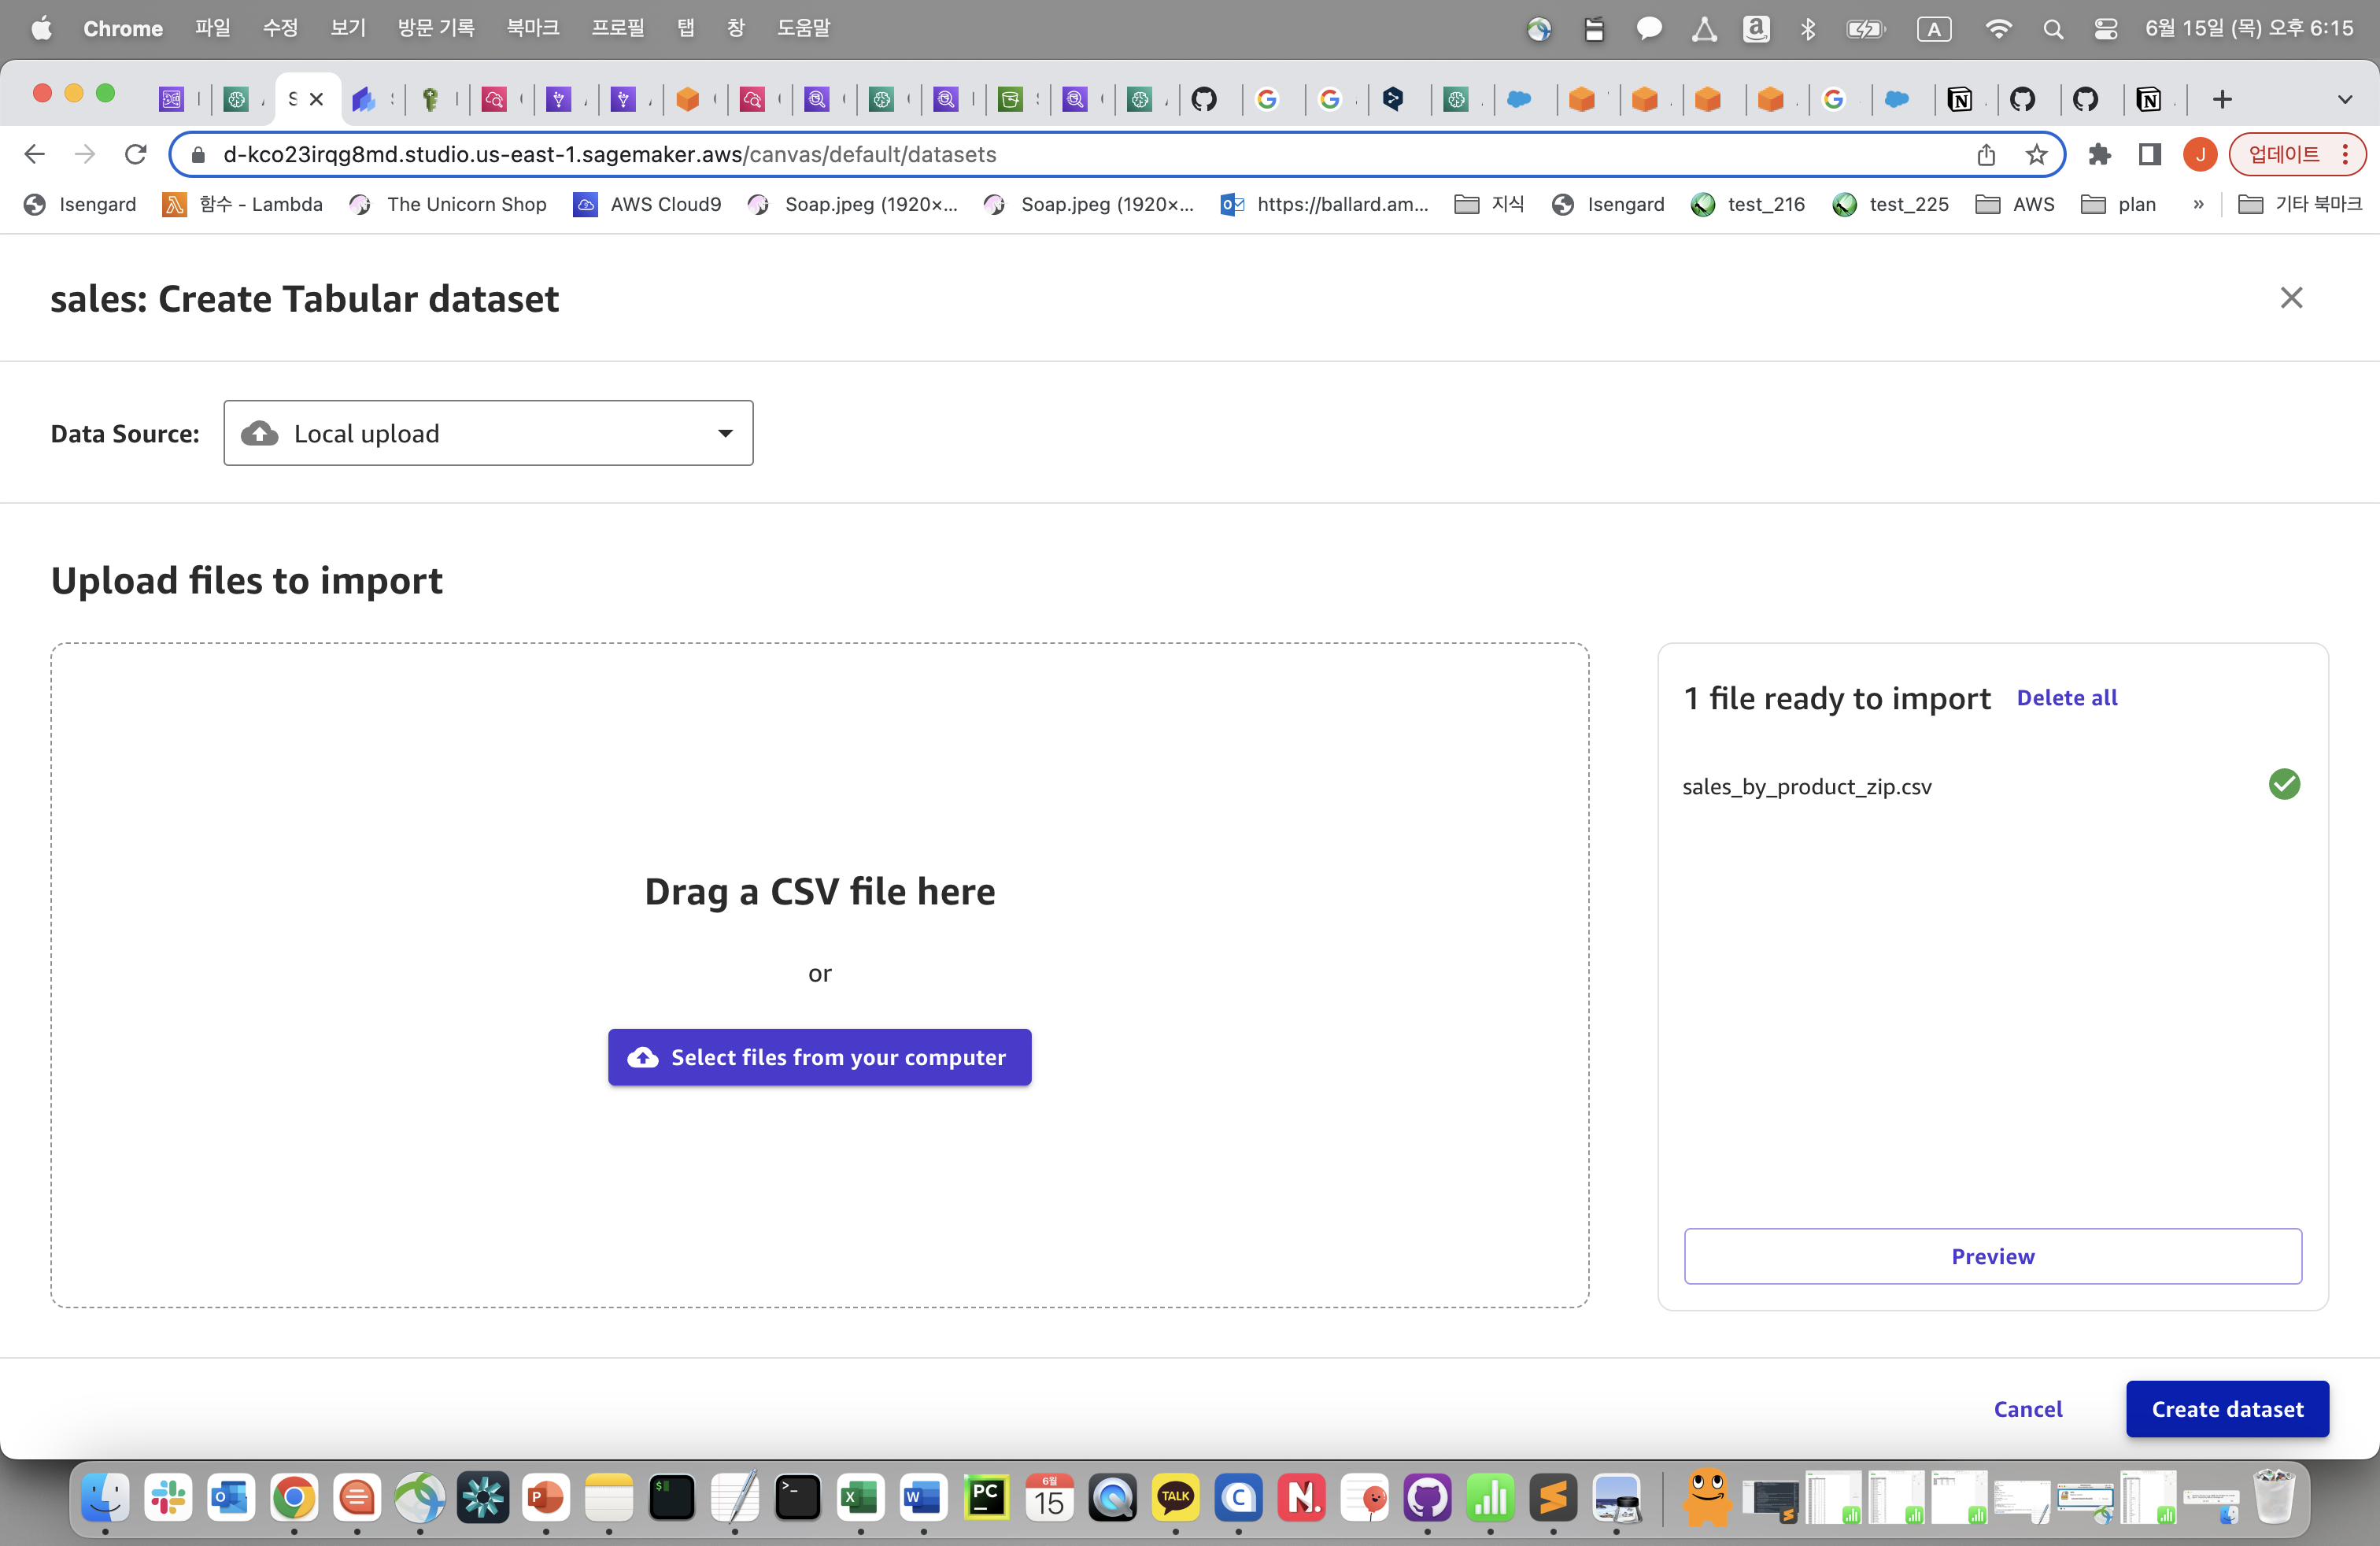 Chrome 파일 수정 보기 방문 기록 북마크 프로필 탭 창 도움말 A 6월 15일 (목) 오후 6:15
d-kco23irqg8md.studio.us-east-1.sagemaker.aws/canvas/default/datasets J 업데이트
Isengard 함수 - Lambda The Unicorn Shop AWS Cloud9 Soap.jpeg (1920×... Soap.jpeg (1920×... https://ballard.am... 지식 Isengard test_216 test_225 AWS plan » 기타 북마크
sales: Create Tabular dataset
Data Source: Local upload
Upload files to import
1 file ready to import Delete all
sales_by_product_zip.csv
Drag a CSV file here
or
Select files from your computer
Preview
Cancel Create dataset
6월
15
TALK
PC